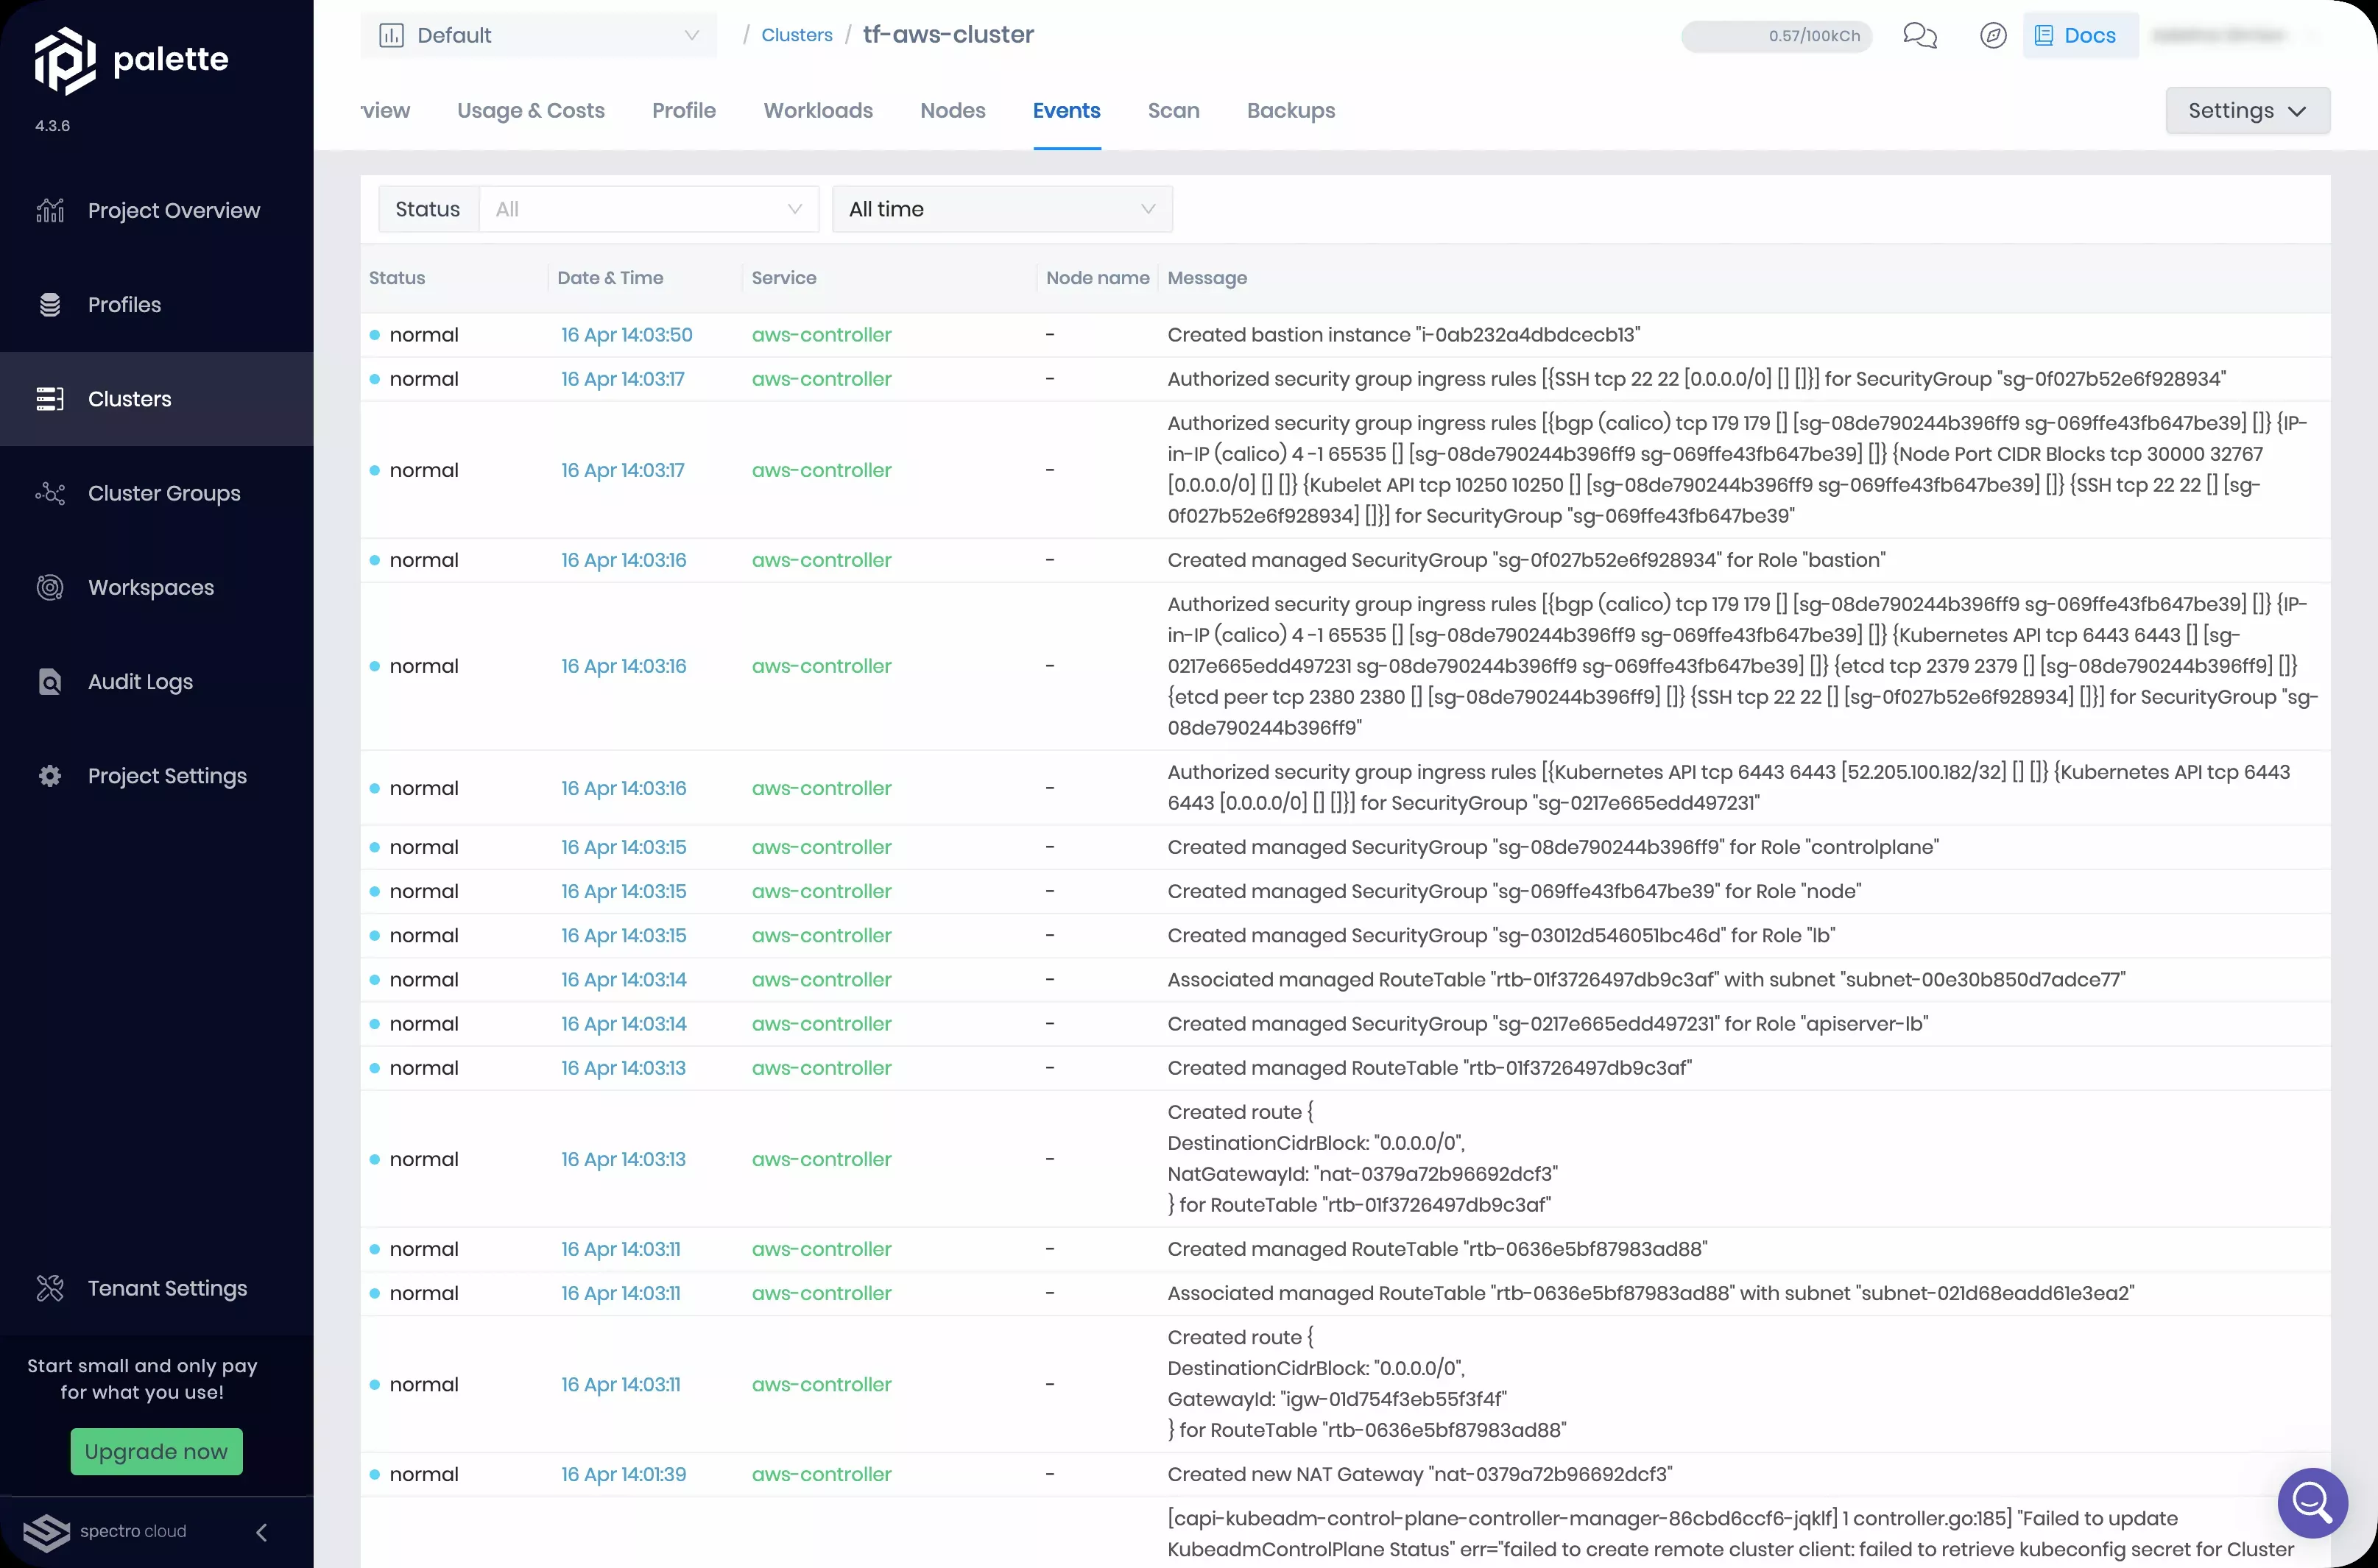 palette
4.3.6
Project Overview
Profiles
Clusters
Cluster Groups
Workspaces
Audit Logs
Project Settings
Tenant Settings
Start small and only pay
for what you use!
Upgrade now
spectro cloud
Default
/ Clusters / tf-aws-cluster
0.57/100kCh
Docs
view Usage & Costs Profile Workloads Nodes Events Scan Backups
Settings
Status All All time
Status Date & Time Service Node name Message
normal 16 Apr 14:03:50 aws-controller - Created bastion instance "i-0ab232a4dbdcecb13"
normal 16 Apr 14:03:17 aws-controller - Authorized security group ingress rules [{SSH tcp 22 22 [0.0.0.0/0] [] []}] for SecurityGroup "sg-0f027b52e6f928934"
normal 16 Apr 14:03:17 aws-controller - Authorized security group ingress rules [{bgp (calico) tcp 179 179 [] [sg-08de790244b396ff9 sg-069ffe43fb647be39] []} {IP-
in-IP (calico) 4 -1 65535 [] [sg-08de790244b396ff9 sg-069ffe43fb647be39] []} {Node Port CIDR Blocks tcp 30000 32767
[0.0.0.0/0] [] []} {Kubelet API tcp 10250 10250 [] [sg-08de790244b396ff9 sg-069ffe43fb647be39] []} {SSH tcp 22 22 [] [sg-
0f027b52e6f928934] []}] for SecurityGroup "sg-069ffe43fb647be39"
normal 16 Apr 14:03:16 aws-controller - Created managed SecurityGroup "sg-0f027b52e6f928934" for Role "bastion"
normal 16 Apr 14:03:16 aws-controller - Authorized security group ingress rules [{bgp (calico) tcp 179 179 [] [sg-08de790244b396ff9 sg-069ffe43fb647be39] []} {IP-
in-IP (calico) 4 -1 65535 [] [sg-08de790244b396ff9 sg-069ffe43fb647be39] []} {Kubernetes API tcp 6443 6443 [] [sg-
0217e665edd497231 sg-08de790244b396ff9 sg-069ffe43fb647be39] []} {etcd tcp 2379 2379 [] [sg-08de790244b396ff9] []}
{etcd peer tcp 2380 2380 [] [sg-08de790244b396ff9] []} {SSH tcp 22 22 [] [sg-0f027b52e6f928934] []}] for SecurityGroup "sg-
08de790244b396ff9"
normal 16 Apr 14:03:16 aws-controller - Authorized security group ingress rules [{Kubernetes API tcp 6443 6443 [52.205.100.182/32] [] []} {Kubernetes API tcp 6443
6443 [0.0.0.0/0] [] []}] for SecurityGroup "sg-0217e665edd497231"
normal 16 Apr 14:03:15 aws-controller - Created managed SecurityGroup "sg-08de790244b396ff9" for Role "controlplane"
normal 16 Apr 14:03:15 aws-controller - Created managed SecurityGroup "sg-069ffe43fb647be39" for Role "node"
normal 16 Apr 14:03:15 aws-controller - Created managed SecurityGroup "sg-03012d546051bc46d" for Role "lb"
normal 16 Apr 14:03:14 aws-controller - Associated managed RouteTable "rtb-01f3726497db9c3af" with subnet "subnet-00e30b850d7adce77"
normal 16 Apr 14:03:14 aws-controller - Created managed SecurityGroup "sg-0217e665edd497231" for Role "apiserver-lb"
normal 16 Apr 14:03:13 aws-controller - Created managed RouteTable "rtb-01f3726497db9c3af"
normal 16 Apr 14:03:13 aws-controller - Created route {
DestinationCidrBlock: "0.0.0.0/0",
NatGatewayId: "nat-0379a72b96692dcf3"
} for RouteTable "rtb-01f3726497db9c3af"
normal 16 Apr 14:03:11 aws-controller - Created managed RouteTable "rtb-0636e5bf87983ad88"
normal 16 Apr 14:03:11 aws-controller - Associated managed RouteTable "rtb-0636e5bf87983ad88" with subnet "subnet-021d68eadd61e3ea2"
normal 16 Apr 14:03:11 aws-controller - Created route {
DestinationCidrBlock: "0.0.0.0/0",
GatewayId: "igw-01d754f3eb55f3f4f"
} for RouteTable "rtb-0636e5bf87983ad88"
normal 16 Apr 14:01:39 aws-controller - Created new NAT Gateway "nat-0379a72b96692dcf3"
[capi-kubeadm-control-plane-controller-manager-86cbd6ccf6-jqklf] 1 controller.go:185] "Failed to update
KubeadmControlPlane Status" err="failed to create remote cluster client: failed to retrieve kubeconfig secret for Cluster